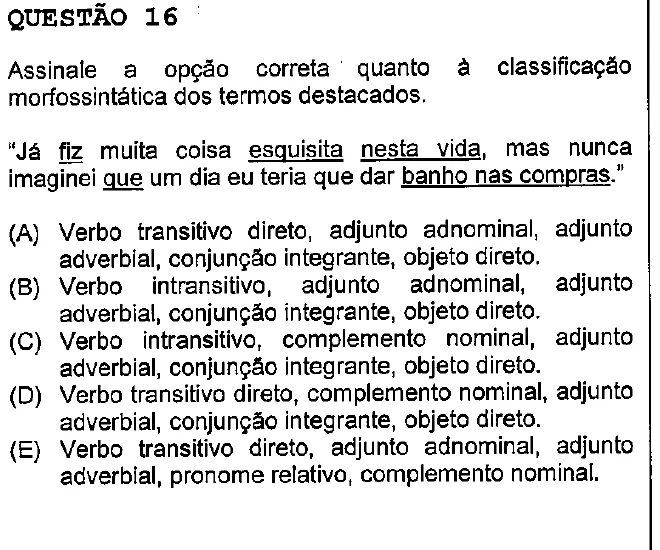 QUESTÃO 16
Assinale a opção correta quanto à classificação
morfossintática dos termos destacados.
"Já fiz muita coisa esquisita nesta vida, mas nunca
imaginei que um dia eu teria que dar banho nas compras."
(A) Verbo transitivo direto, adjunto adnominal, adjunto
adverbial, conjunção integrante, objeto direto.
(B) Verbo intransitivo, adjunto adnominal, adjunto
adverbial, conjunção integrante, objeto direto.
(C) Verbo intransitivo, complemento nominal, adjunto
adverbial, conjunção integrante, objeto direto.
(D) Verbo transitivo direto, complemento nominal, adjunto
adverbial, conjunção integrante, objeto direto.
(E) Verbo transitivo direto, adjunto adnominal, adjunto
adverbial, pronome relativo, complemento nominal.